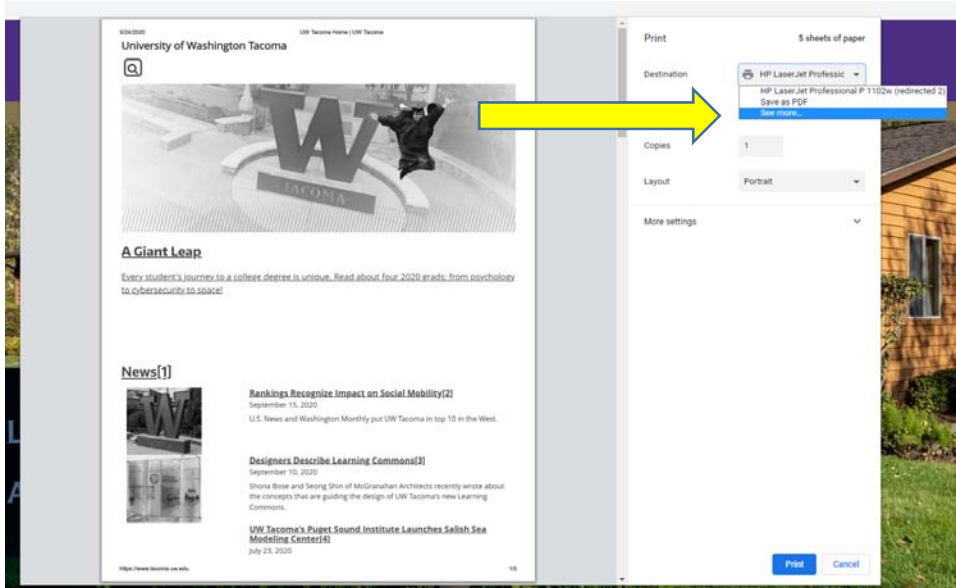 9/24/2020
UW Tacoma Home | UW Tacoma
University of Washington Tacoma
W
TACOMA
A Giant Leap
Every student's journey to a college degree is unique. Read about four 2020 grads: from psychology
to cybersecurity to space!
News[1]
Rankings Recognize Impact on Social Mobility[2]
September 15, 2020
U.S. News and Washington Monthly put UW Tacoma in top 10 in the West.
Designers Describe Learning Commons[3]
September 10, 2020
Shona Bose and Seong Shin of McGranahan Architects recently wrote about
the concepts that are guiding the design of UW Tacoma's new Learning
Commons.
UW Tacoma's Puget Sound Institute Launches Salish Sea
Modeling Center[4]
July 23, 2020
https://www.tacoma.uw.edu
1/5
Print
5 sheets of paper
Destination
HP LaserJet Professic
HP LaserJet Professional P 1102w (redirected 2)
Save as PDF
See more...
Copies
1
Layout
Portrait
More settings
Print
Cancel
L
A